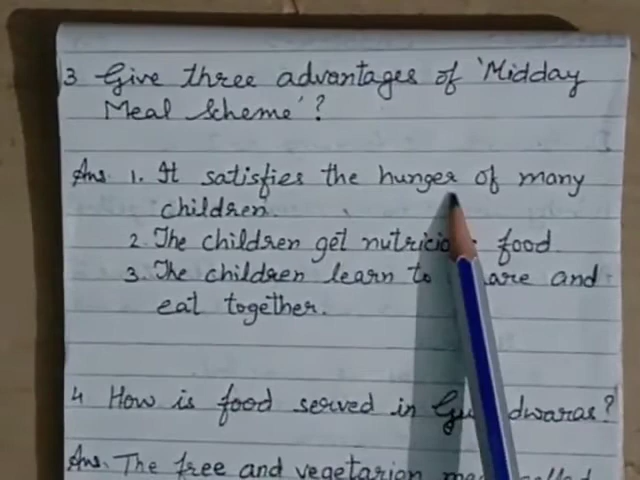 3 Give three advantages of 'Midday
Meal Scheme'?
Ans. 1. It satisfies the hunger of many
children.
2. The children get food
3. The children learn to and
eat together.
4 How is food served in
Ans. The free and vegetarian